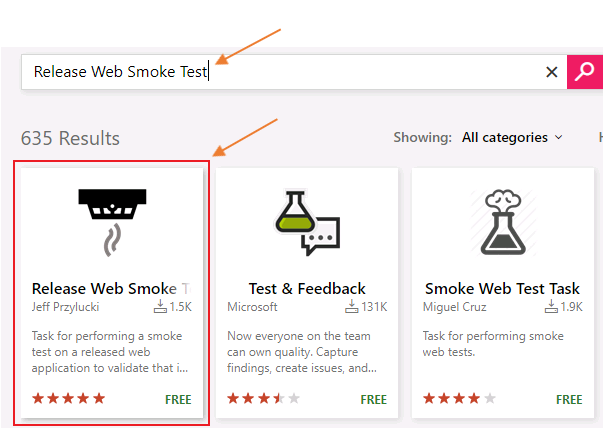 Release Web Smoke Test
635 Results
Showing: All categories
Release Web Smoke T
Jeff Przylucki 1.5K
Task for performing a smoke
test on a released web
application to validate that i...
FREE
Test & Feedback
Microsoft 131K
Now everyone on the team
can own quality. Capture
findings, create issues, and...
FREE
Smoke Web Test Task
Miguel Cruz 1.9K
Task for performing smoke
web tests.
FREE